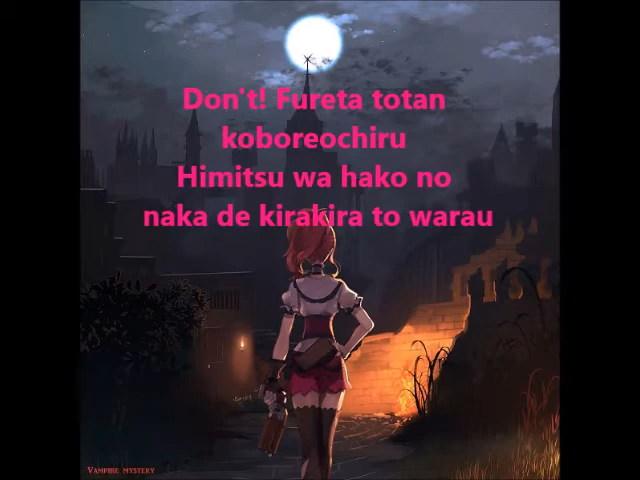 Don't! Fureta totan
koboreochiru
Himitsu wa hako no
naka de kirakira to warau
Vampire mystery